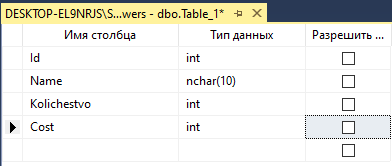 DESKTOP-EL9NRJS\S...wers - dbo.Table_1*
Имя столбца Тип данных Разрешить ...
Id int
Name nchar(10)
Kolichestvo int
Cost int